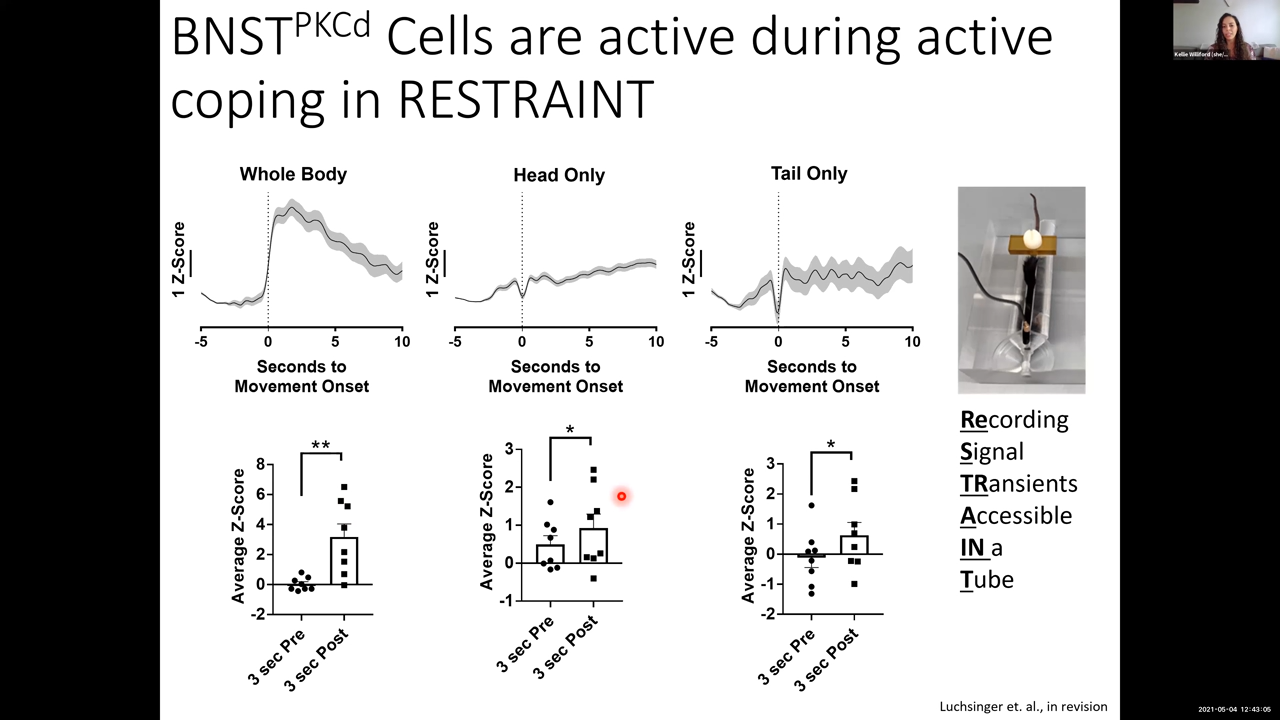 BNSTPKCd Cells are active during active
coping in RESTRAINT
Kellie Williford (she/...
Whole Body
Head Only
Tail Only
1 Z-Score
1 Z-Score
1 Z-Score
-5 0 5 10
-5 0 5 10
-5 0 5 10
Seconds to
Movement Onset
Seconds to
Movement Onset
Seconds to
Movement Onset
Recording
Signal
TRansients
Accessible
IN a
Tube
**
Average Z-Score
8
6
4
2
0
-2
3 sec Pre
3 sec Post
*
Average Z-Score
3
2
1
0
-1
3 sec Pre
3 sec Post
*
Average Z-Score
3
2
1
0
-1
-2
3 sec Pre
3 sec Post
Luchsinger et. al., in revision
2021-05-04 12:43:05